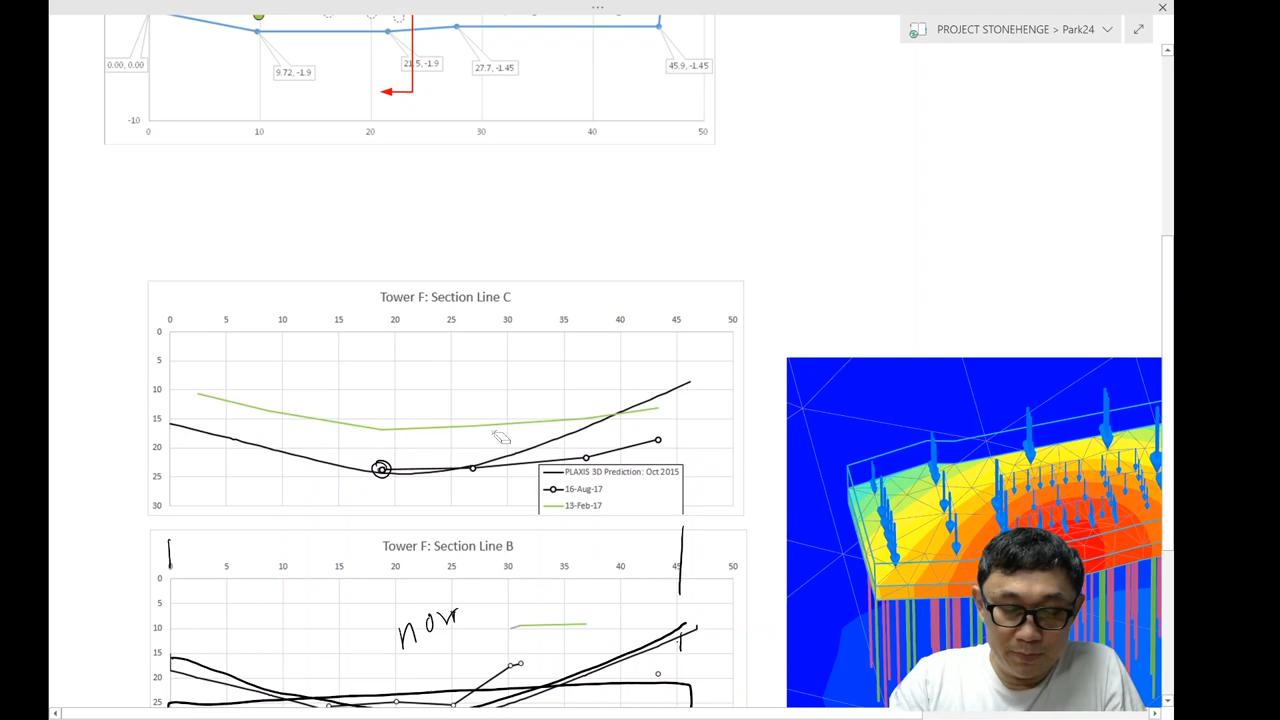 PROJECT STONEHENGE > Park24
0.00, 0.00
9.72, -1.9
21.5, -1.9
27.7, -1.45
45.9, -1.45
-10
0 10 20 30 40 50
Tower F: Section Line C
0 5 10 15 20 25 30 35 40 45 50
0
5
10
15
20
25
30
PLAXIS 3D Prediction: Oct 2015
16-Aug-17
13-Feb-17
Tower F: Section Line B
0 5 10 15 20 25 30 35 40 45 50
0
5
10
15
20
25